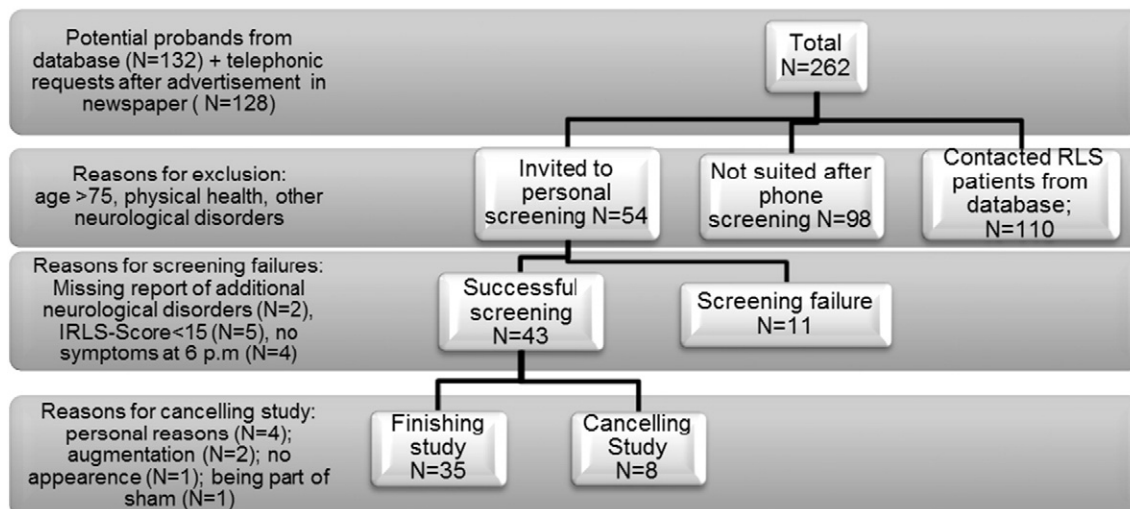 Potential probands from
database (N=132) + telephonic
requests after advertisement in
newspaper ( N=128)
Total
N=262
Reasons for exclusion:
age >75, physical health, other
neurological disorders
Invited to
personal
screening N=54
Not suited after
phone
screening N=98
Contacted RLS
patients from
database;
N=110
Reasons for screening failures:
Missing report of additional
neurological disorders (N=2),
IRLS-Score<15 (N=5), no
symptoms at 6 p.m (N=4)
Successful
screening
N=43
Screening failure
N=11
Reasons for cancelling study:
personal reasons (N=4);
augmentation (N=2); no
appearence (N=1); being part of
sham (N=1)
Finishing
study
N=35
Cancelling
Study
N=8